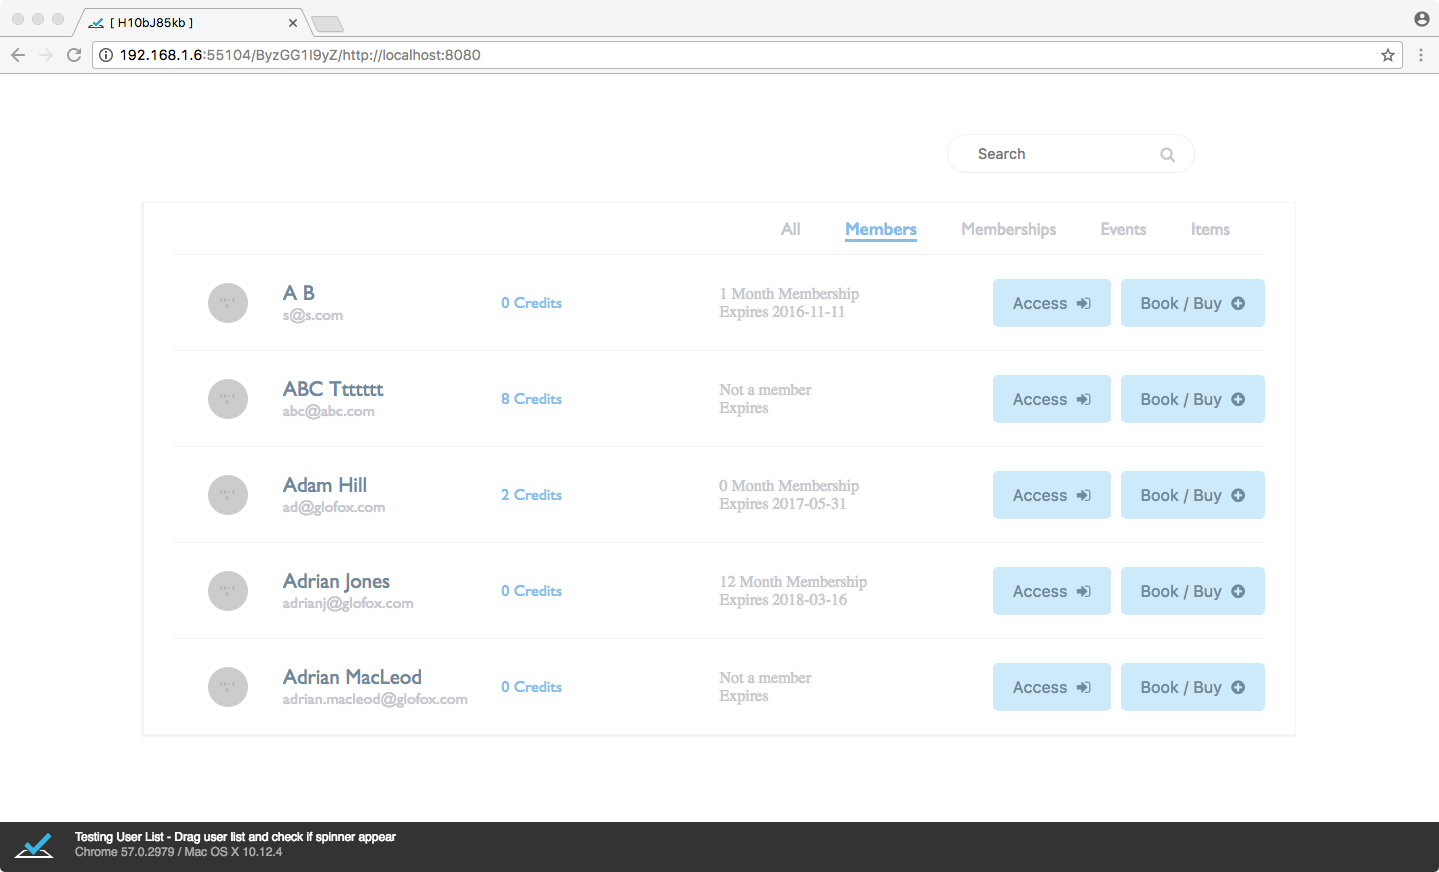 [ H10bJ85kb ]
192.168.1.6:55104/ByzGG1I9yZ/http://localhost:8080
Search
All Members Memberships Events Items
A B
s@s.com
0 Credits
1 Month Membership
Expires 2016-11-11
Access
Book / Buy
ABC Ttttttt
abc@abc.com
8 Credits
Not a member
Expires
Access
Book / Buy
Adam Hill
ad@glofox.com
2 Credits
0 Month Membership
Expires 2017-05-31
Access
Book / Buy
Adrian Jones
adrianj@glofox.com
0 Credits
12 Month Membership
Expires 2018-03-16
Access
Book / Buy
Adrian MacLeod
adrian.macleod@glofox.com
0 Credits
Not a member
Expires
Access
Book / Buy
Testing User List - Drag user list and check if spinner appear
Chrome 57.0.2979 / Mac OS X 10.12.4